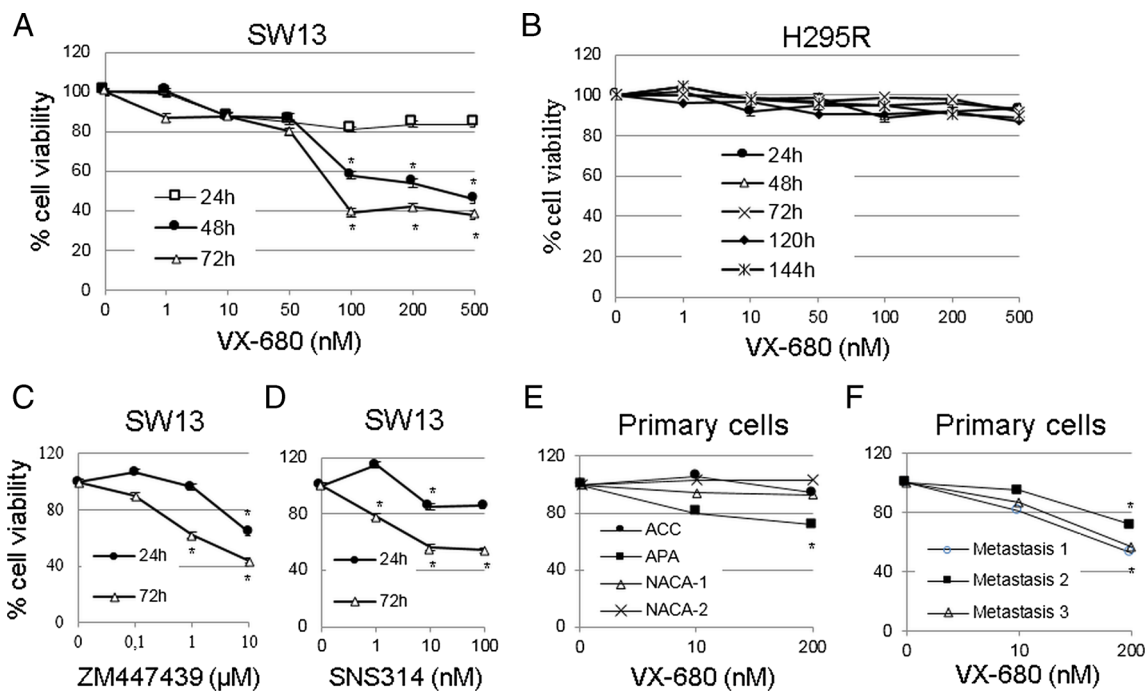 A
SW13
120
100
80
60
40
20
0
% cell viability
24h
48h
72h
* * *
* * *
0 1 10 50 100 200 500
VX-680 (nM)
B
H295R
120
100
80
60
40
20
0
% cell viability
24h
48h
72h
120h
144h
0 1 10 50 100 200 500
VX-680 (nM)
C
SW13
120
80
40
0
% cell viability
24h
72h
*
* *
0 0,1 1 10
ZM447439 (µM)
D
SW13
120
80
40
0
24h
72h
* *
* *
0 1 10 100
SNS314 (nM)
E
Primary cells
120
80
40
0
ACC
APA
NACA-1
NACA-2
*
0 10 200
VX-680 (nM)
F
Primary cells
120
80
40
0
Metastasis 1
Metastasis 2
Metastasis 3
*
*
0 10 200
VX-680 (nM)